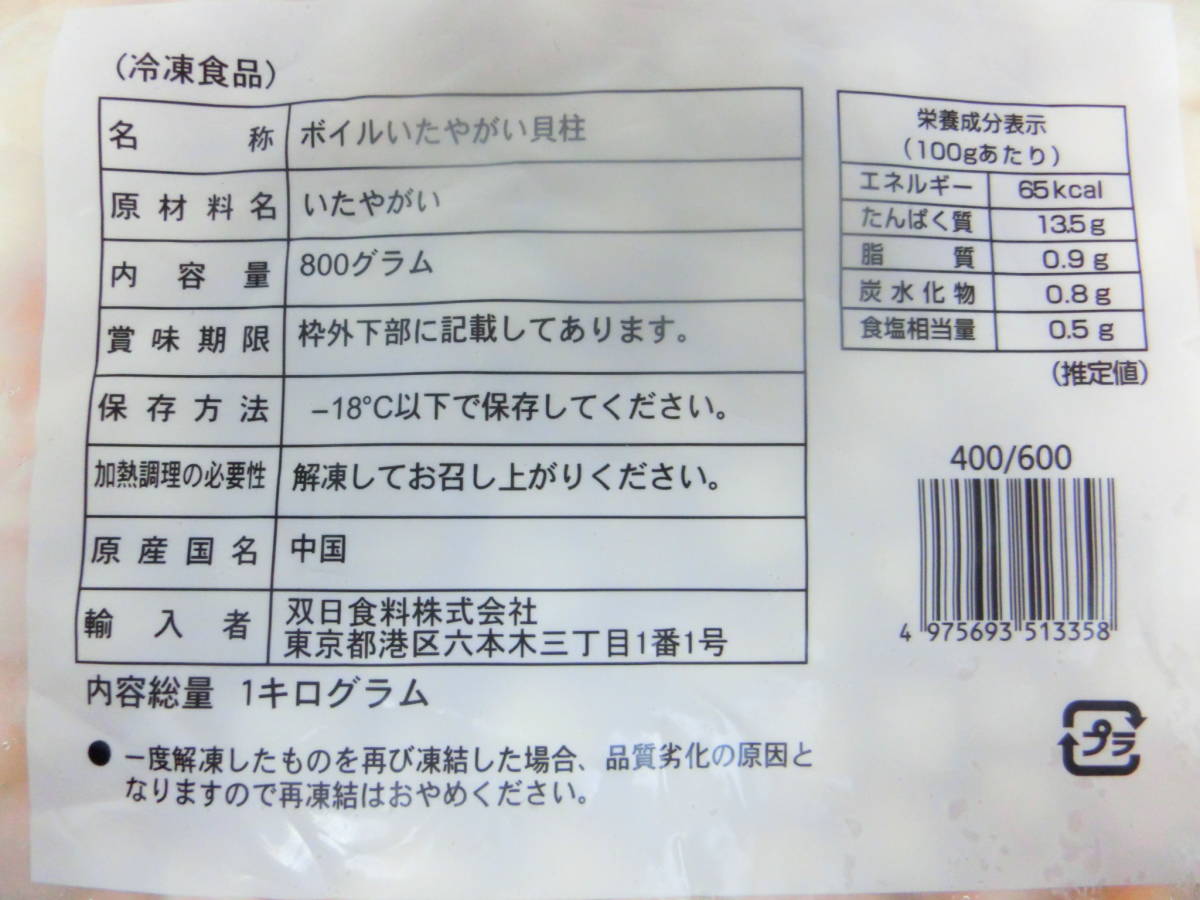 (冷凍食品)
名称 ボイルいたやがい貝柱
原材料名 いたやがい
内容量 800グラム
賞味期限 枠外下部に記載してあります。
保存方法 −18℃以下で保存してください。
加熱調理の必要性 解凍してお召し上がりください。
原産国名 中国
輸入者 双日食料株式会社
東京都港区六本木三丁目1番1号
内容総量 1キログラム
● 一度解凍したものを再び凍結した場合、品質劣化の原因と
なりますので再凍結はおやめください。
栄養成分表示
(100gあたり)
エネルギー 65kcal
たんぱく質 13.5g
脂質 0.9g
炭水化物 0.8g
食塩相当量 0.5g
(推定値)
400/600
4 975693 513358
プラ